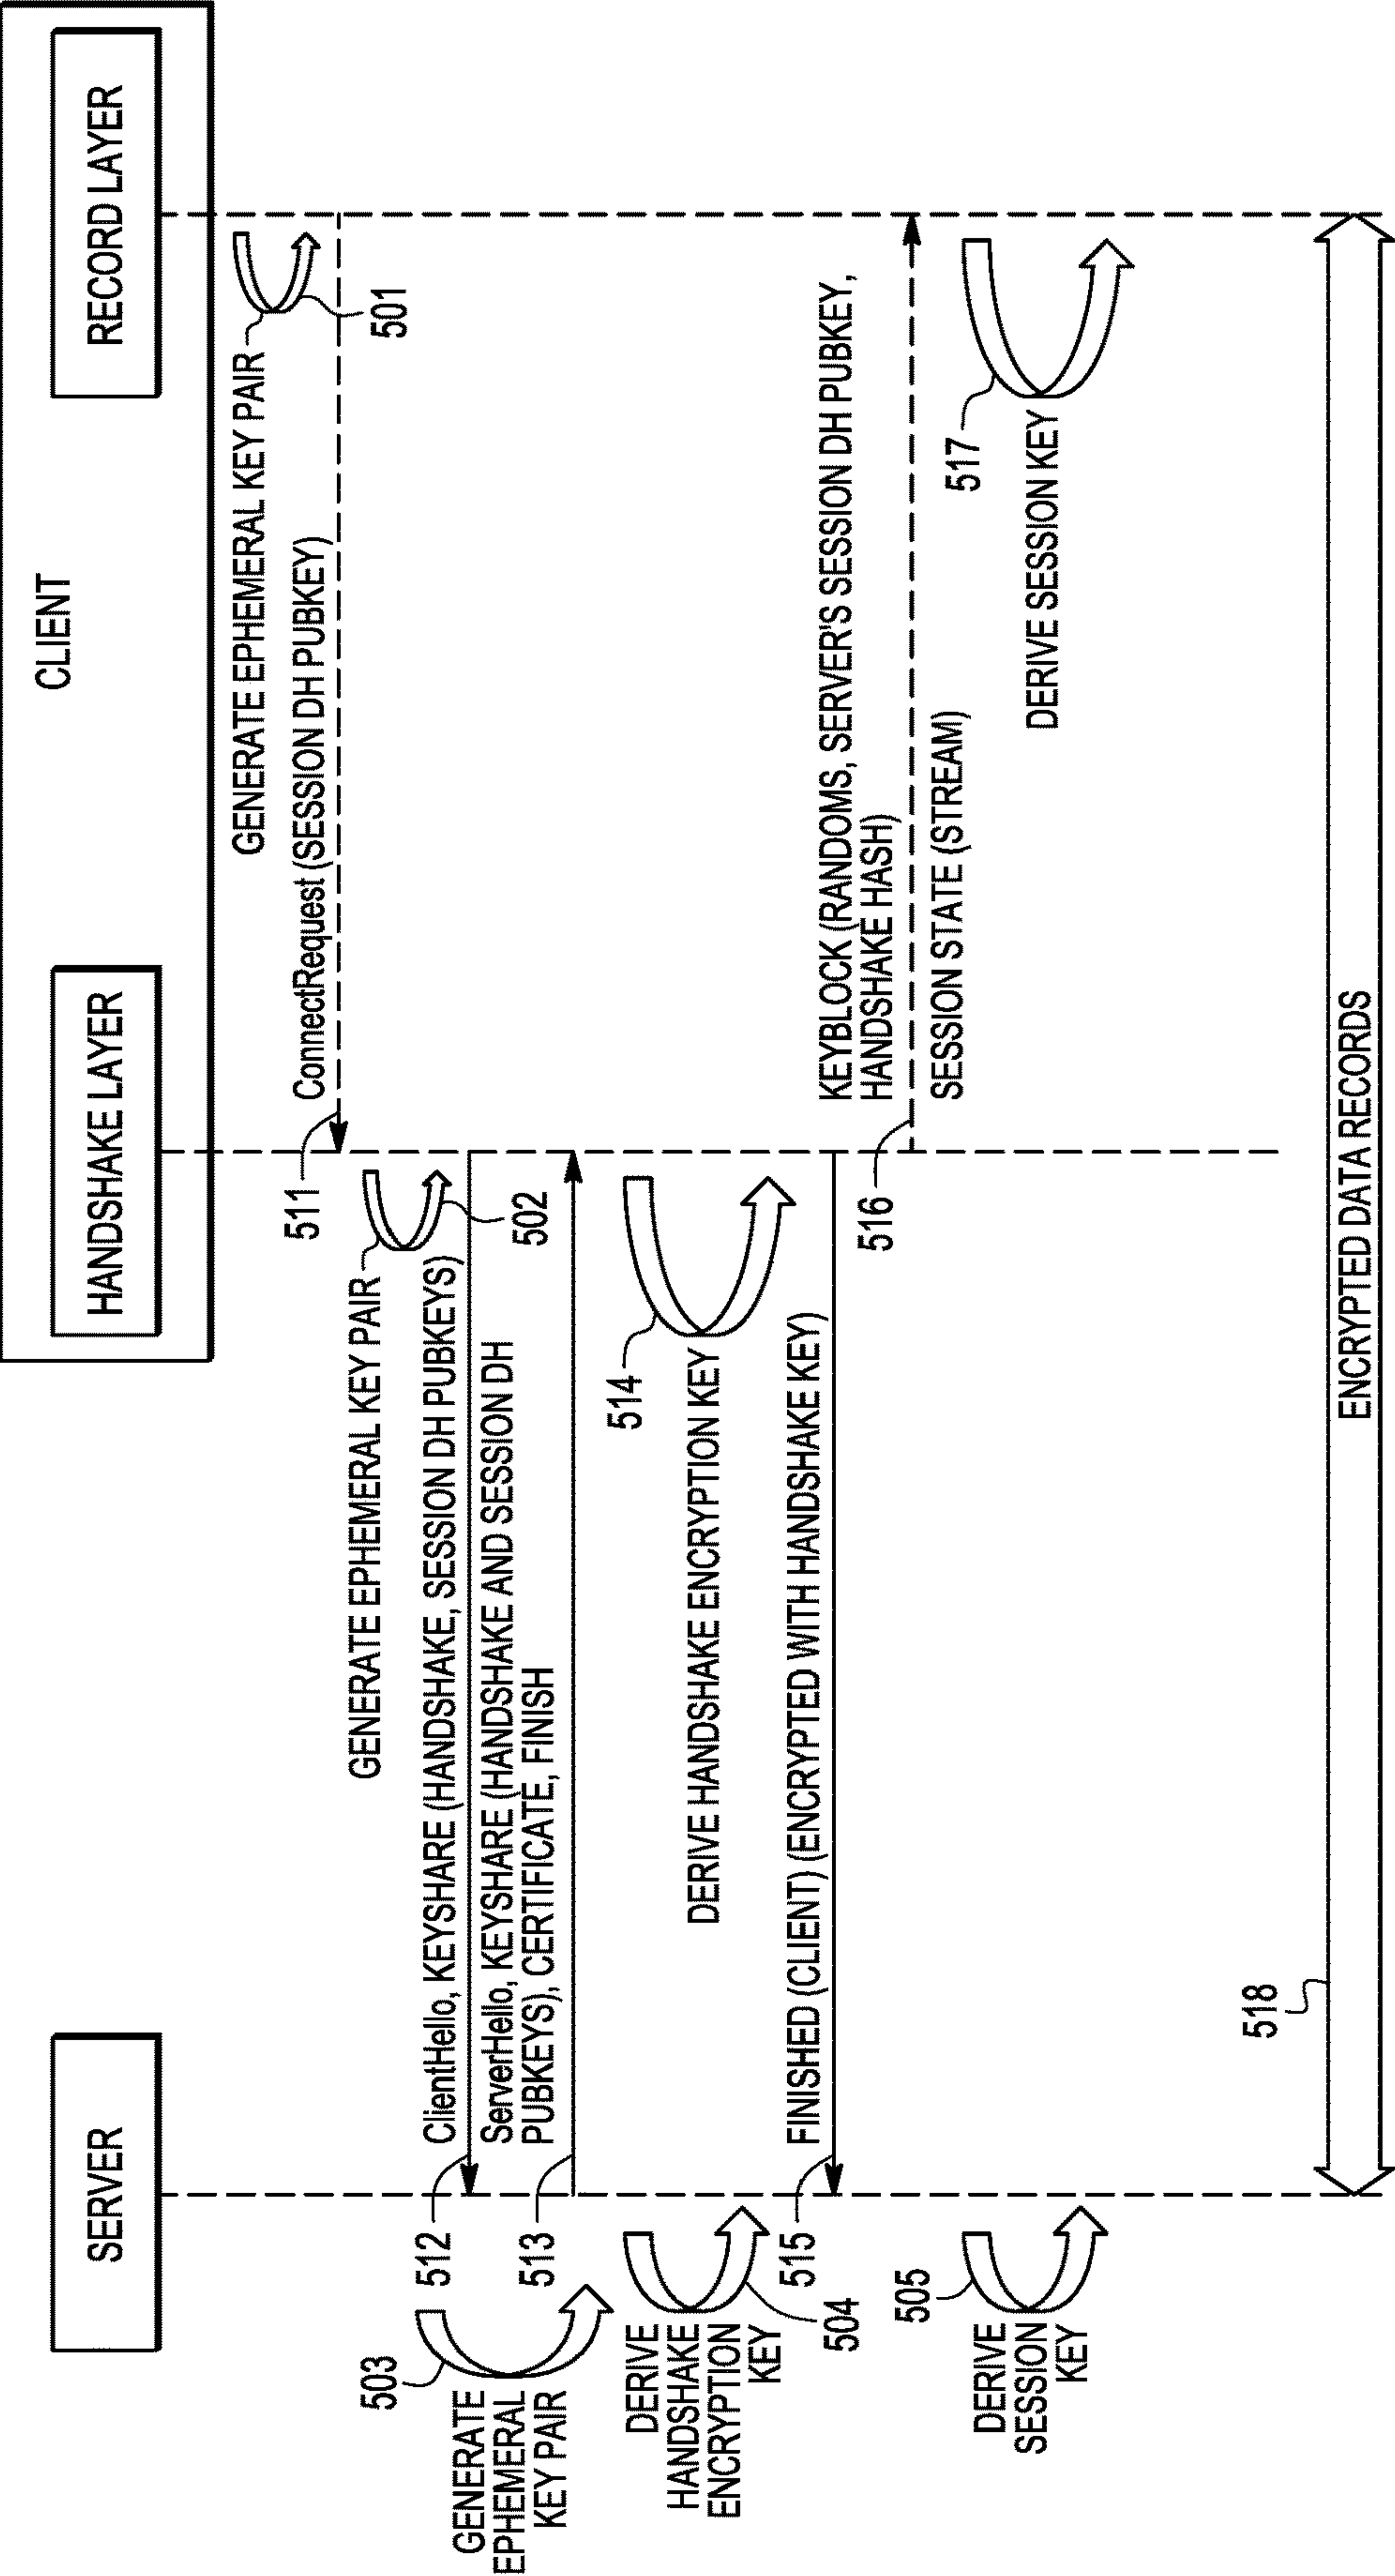 CLIENT
SERVER
HANDSHAKE LAYER
RECORD LAYER
GENERATE EPHEMERAL KEY PAIR
501
ConnectRequest (SESSION DH PUBKEY)
511
GENERATE EPHEMERAL KEY PAIR
502
503
GENERATE
EPHEMERAL
KEY PAIR
ClientHello, KEYSHARE (HANDSHAKE, SESSION DH PUBKEYS)
512
ServerHello, KEYSHARE (HANDSHAKE AND SESSION DH
PUBKEYS), CERTIFICATE, FINISH
513
514
DERIVE HANDSHAKE ENCRYPTION KEY
DERIVE
HANDSHAKE
ENCRYPTION
KEY
504
FINISHED (CLIENT) (ENCRYPTED WITH HANDSHAKE KEY)
515
KEYBLOCK (RANDOMS, SERVER'S SESSION DH PUBKEY,
HANDSHAKE HASH)
516
SESSION STATE (STREAM)
505
DERIVE
SESSION
KEY
517
DERIVE SESSION KEY
518
ENCRYPTED DATA RECORDS